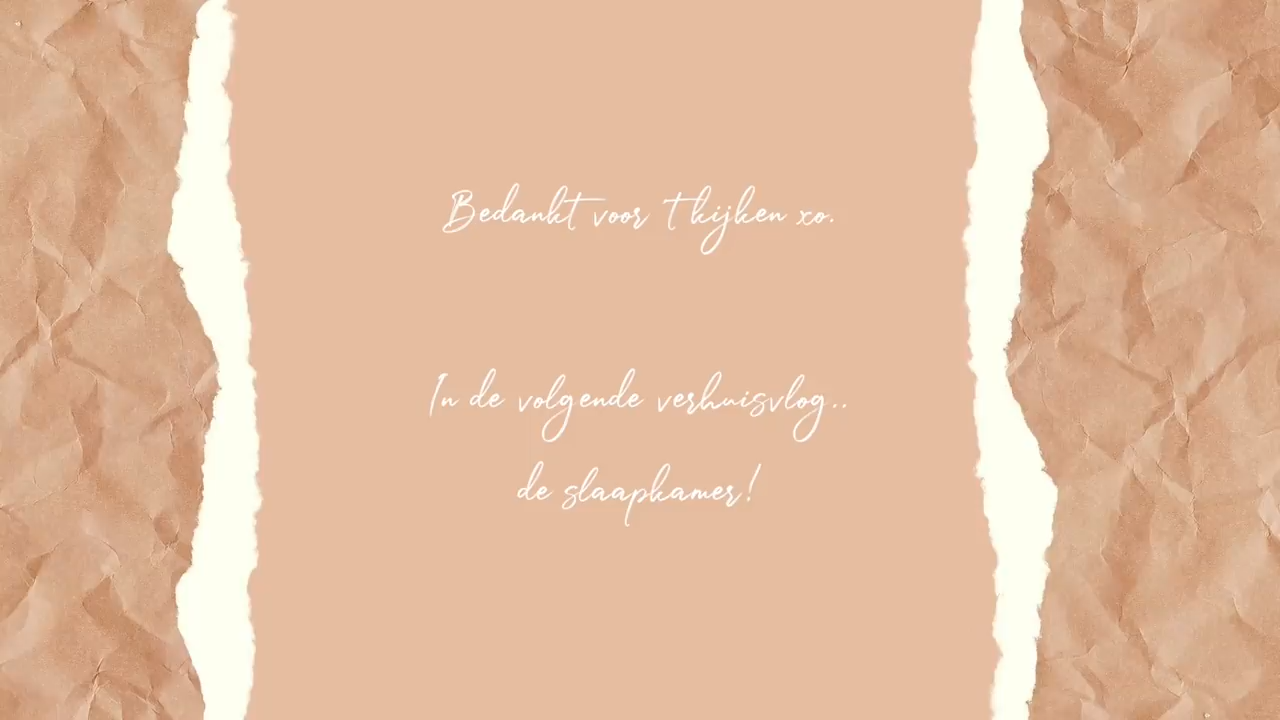 Bedankt voor 't kijken xo.
In de volgende verhuisvlog..
de slaapkamer!